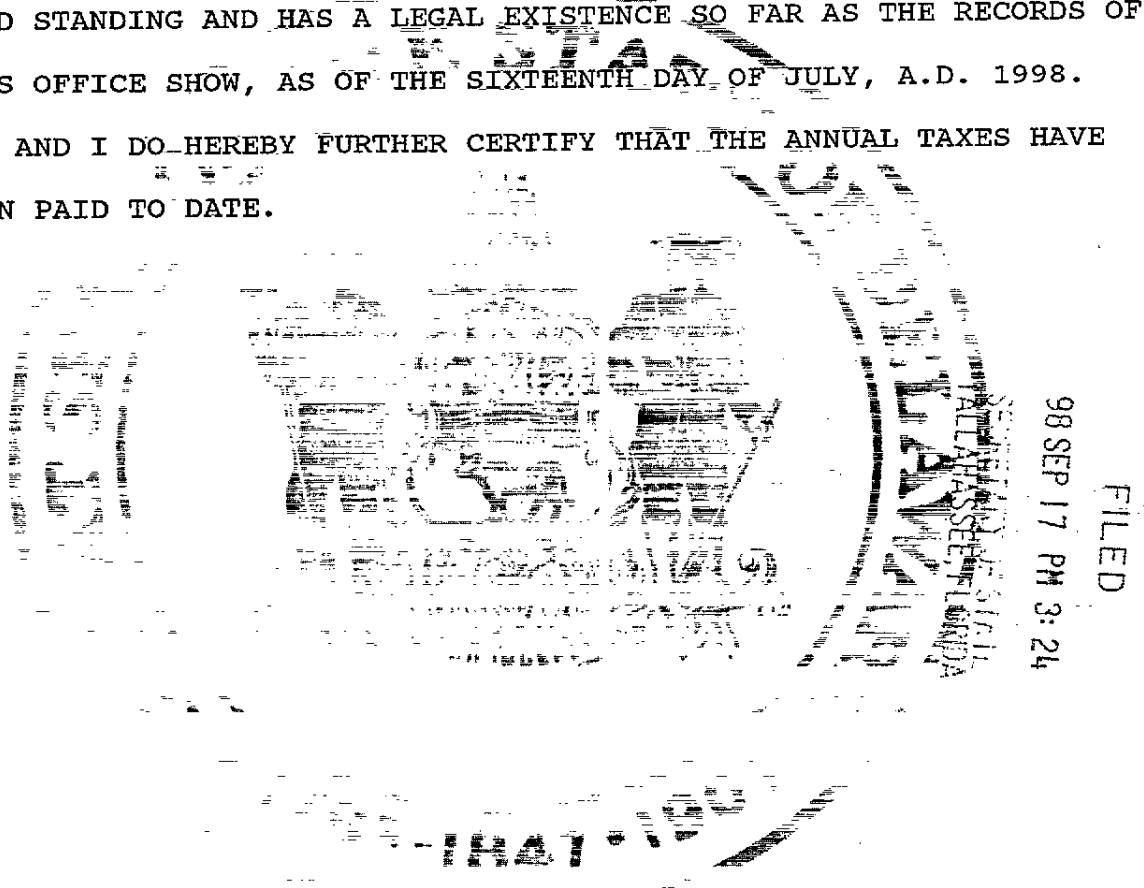 D STANDING AND HAS A LEGAL EXISTENCE SO FAR AS THE RECORDS OF
S OFFICE SHOW, AS OF THE SIXTEENTH DAY OF JULY, A.D. 1998.
AND I DO HEREBY FURTHER CERTIFY THAT THE ANNUAL TAXES HAVE
N PAID TO DATE.
FILED
98 SEP 17 PM 3:24
TALLAHASSEE, FLORIDA